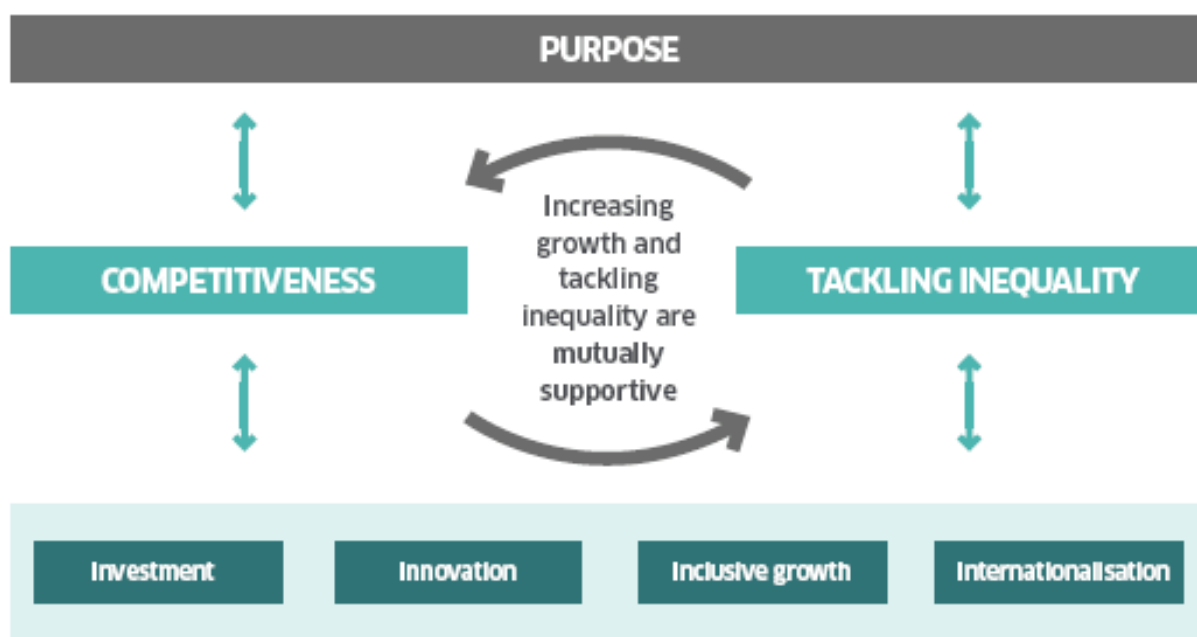 PURPOSE
COMPETITIVENESS
Increasing
growth and
tackling
inequality are
mutually
supportive
TACKLING INEQUALITY
Investment
Innovation
Inclusive growth
Internationalisation